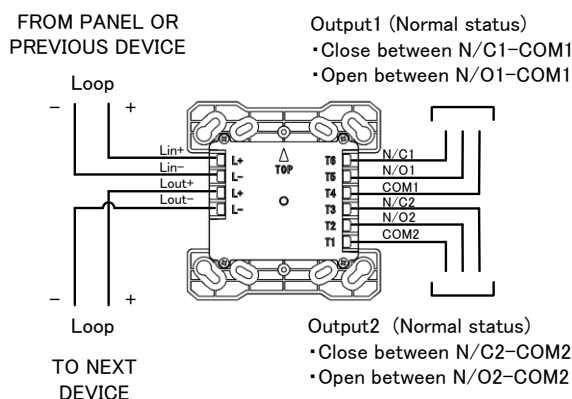 FROM PANEL OR
PREVIOUS DEVICE
Loop
− +
Output1 (Normal status)
・Close between N/C1-COM1
・Open between N/O1-COM1
Lin+
Lin-
Lout+
Lout-
L+
L-
L+
L-
△
TOP
T6
T5
T4
T3
T2
T1
N/C1
N/O1
COM1
N/C2
N/O2
COM2
− +
Loop
TO NEXT
DEVICE
Output2 (Normal status)
・Close between N/C2-COM2
・Open between N/O2-COM2